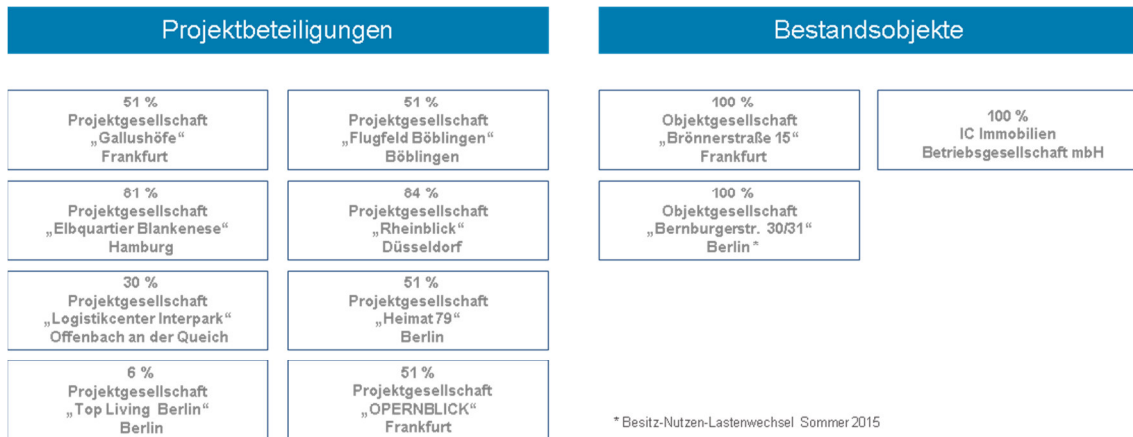 Projektbeteiligungen
Bestandsobjekte
51 %
Projektgesellschaft
„Gallushöfe“
Frankfurt
51 %
Projektgesellschaft
„Flugfeld Böblingen“
Böblingen
81 %
Projektgesellschaft
„Elbquartier Blankenese“
Hamburg
84 %
Projektgesellschaft
„Rheinblick“
Düsseldorf
30 %
Projektgesellschaft
„Logistikcenter Interpark“
Offenbach an der Queich
51 %
Projektgesellschaft
„Heimat 79“
Berlin
6 %
Projektgesellschaft
„Top Living Berlin“
Berlin
51 %
Projektgesellschaft
„OPERNBLICK“
Frankfurt
100 %
Objektgesellschaft
„Brönnerstraße 15“
Frankfurt
100 %
IC Immobilien
Betriebsgesellschaft mbH
100 %
Objektgesellschaft
„Bernburgerstr. 30/31“
Berlin *
* Besitz-Nutzen-Lastenwechsel Sommer 2015